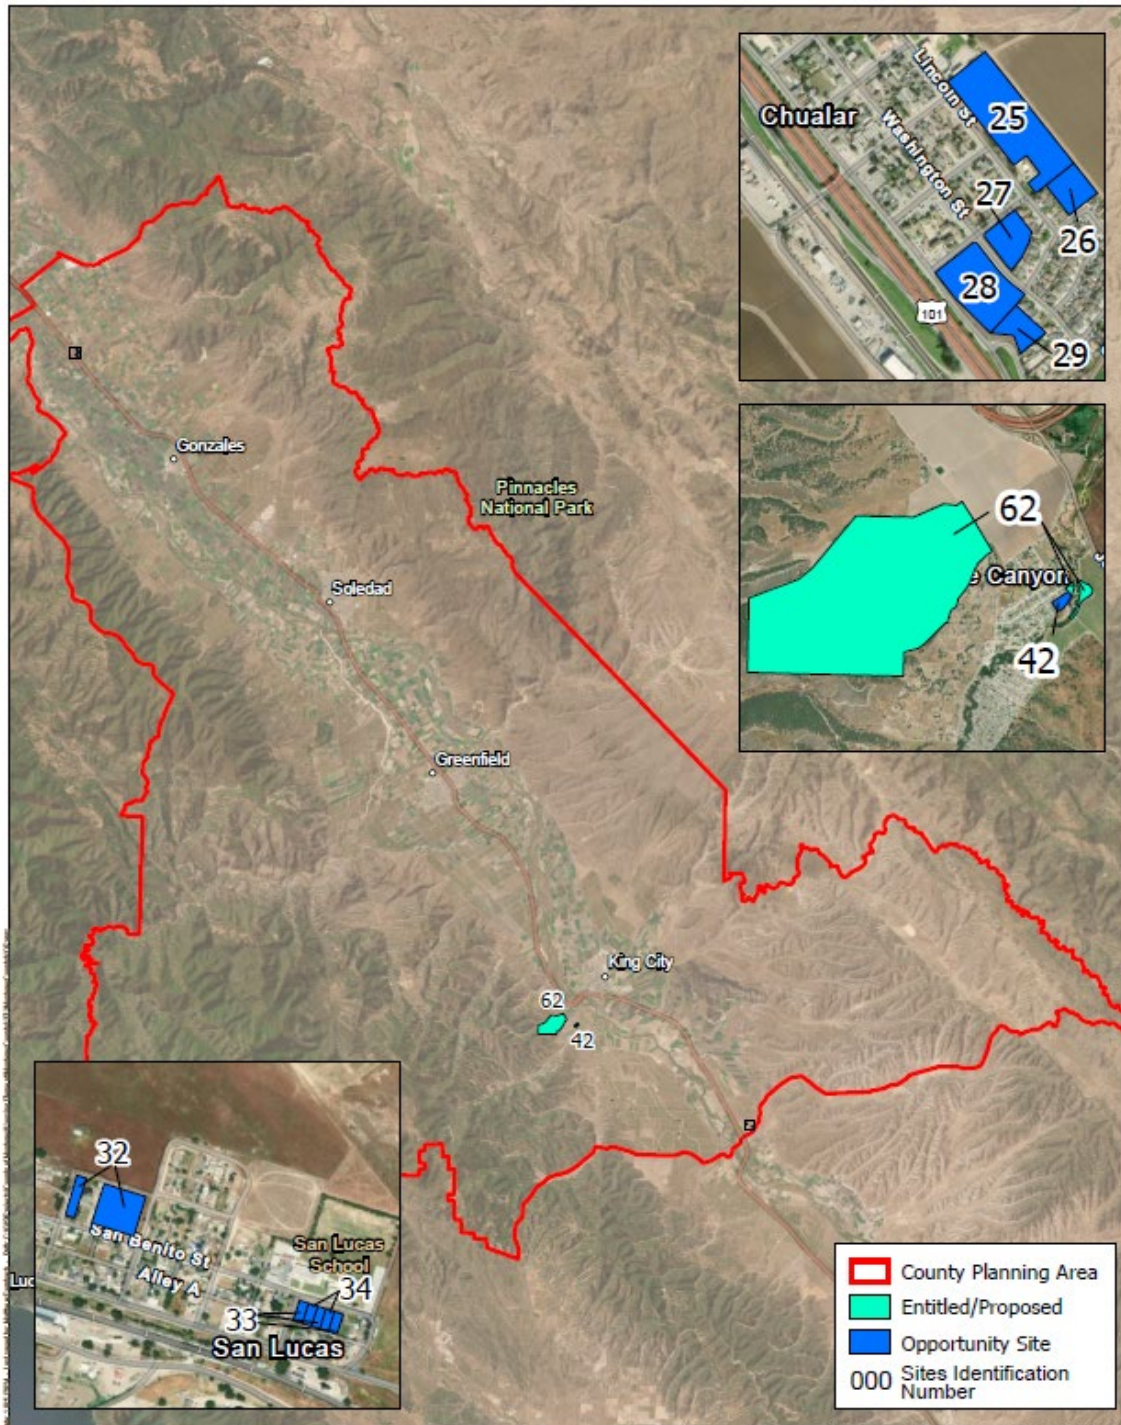 Lincoln St
25
Chualar
Washington St
27
26
28
101
29
Gonzales
Pinnacles
National Park
62
e Canyon
42
Soledad
Greenfield
King City
62
42
32
San Benito St
Alley A
San Lucas
School
34
33
San Lucas
Luc
County Planning Area
Entitled/Proposed
Opportunity Site
000 Sites Identification
Number